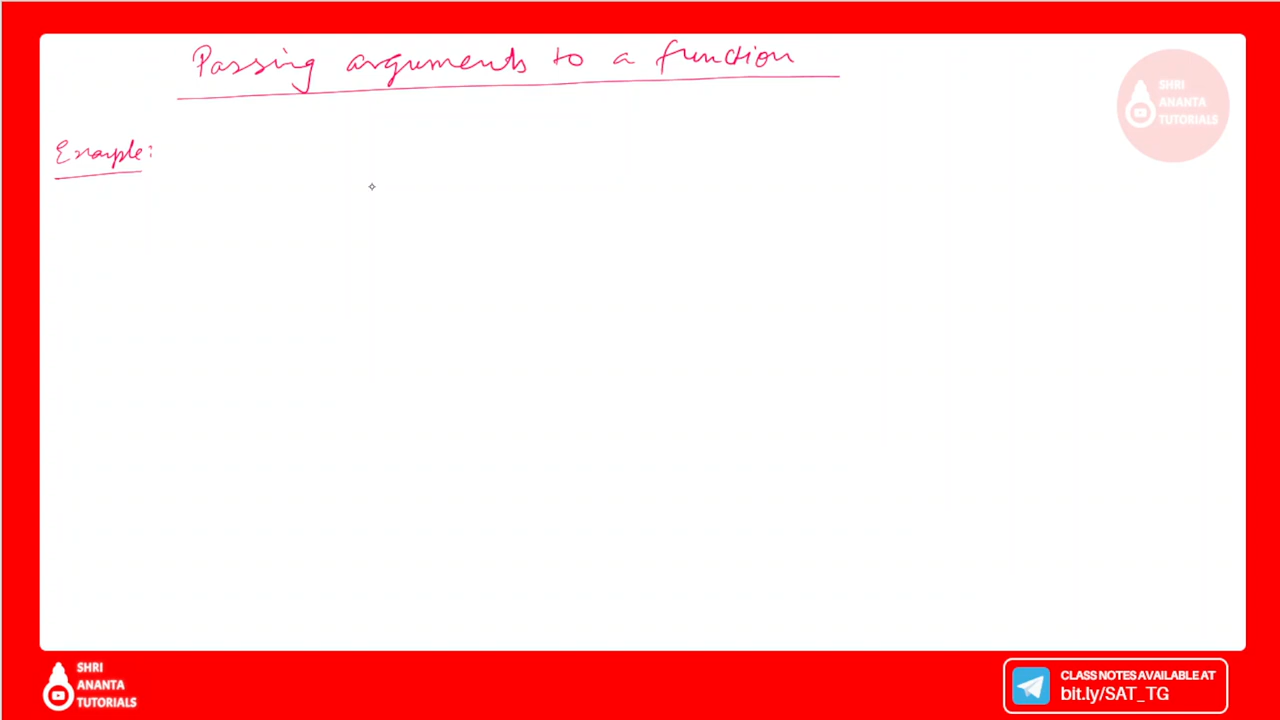 Passing arguments to a function
SHRI
ANANTA
TUTORIALS
Example:
SHRI
ANANTA
TUTORIALS
CLASS NOTES AVAILABLE AT
bit.ly/SAT_TG